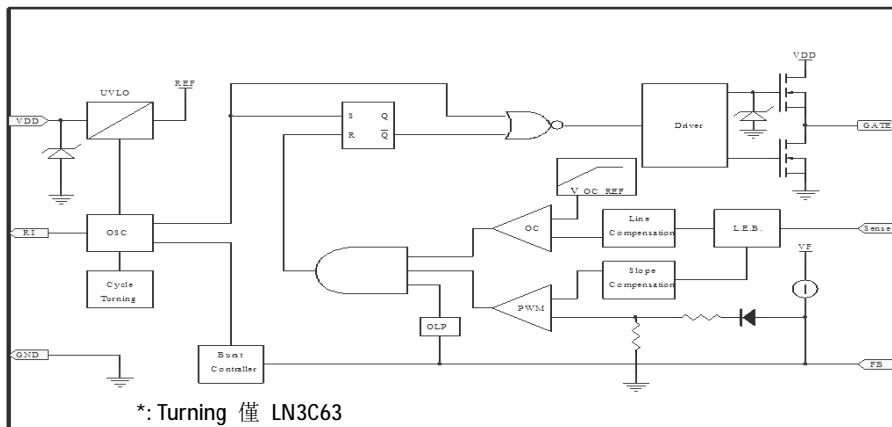 VDD
UVLO
REF
VDD
S Q
R Q̅
Driver
GATE
V OC REF
RI
OSC
OC
Line
Compensation
L.E.B.
Sense
Cycle
Turning
Slope
Compensation
VF
I
PWM
OLP
GND
Burst
Controller
FB
*: Turning 僅 LN3C63